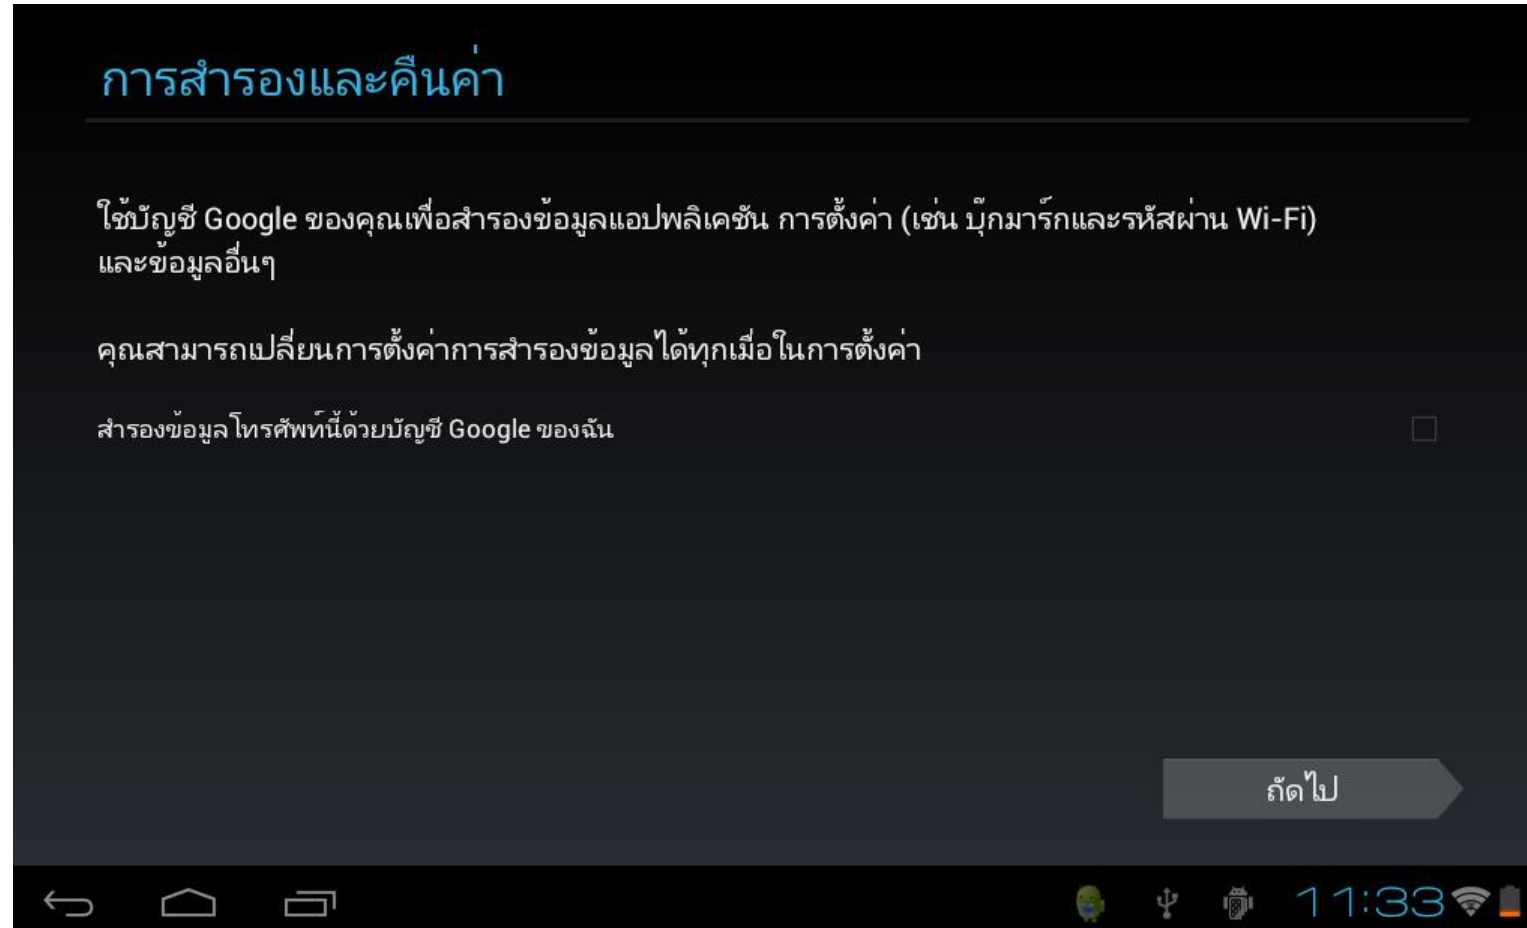 การสำรองและคืนค่า
ใช้บัญชี Google ของคุณเพื่อสำรองข้อมูลแอปพลิเคชัน การตั้งค่า (เช่น บุ๊กมาร์กและรหัสผ่าน Wi-Fi)
และข้อมูลอื่นๆ
คุณสามารถเปลี่ยนการตั้งค่าการสำรองข้อมูลได้ทุกเมื่อในการตั้งค่า
สำรองข้อมูลโทรศัพท์นี้ด้วยบัญชี Google ของฉัน
ถัดไป
11:33